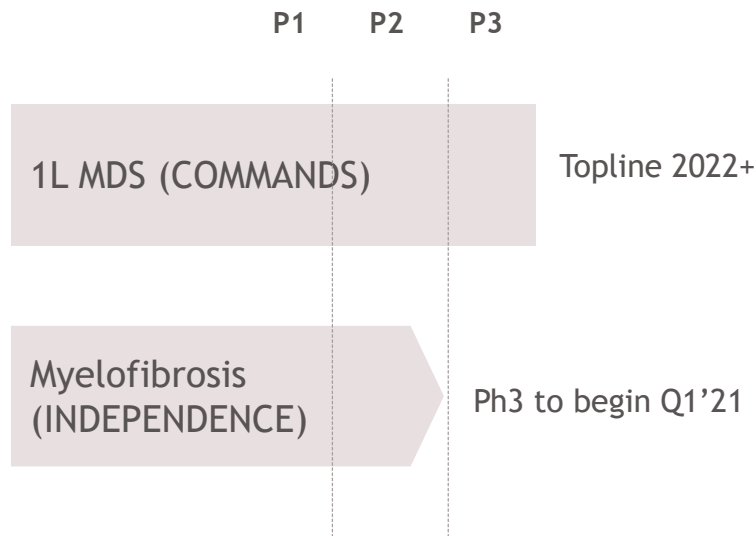 P1 P2 P3
1L MDS (COMMANDS)
Topline 2022+
Myelofibrosis
(INDEPENDENCE)
Ph3 to begin Q1’21